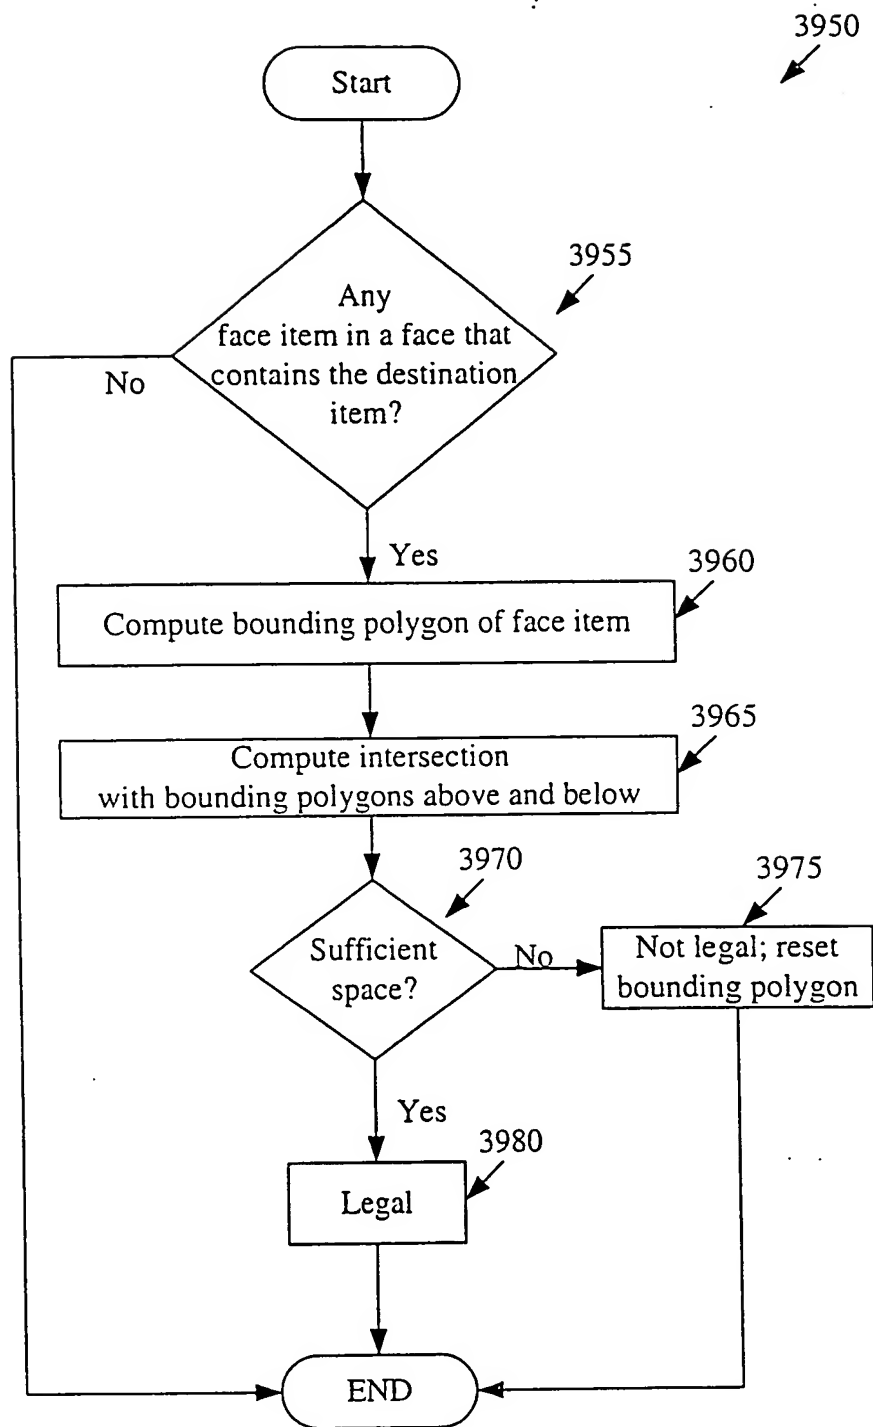 3950
Start
3955
Any
face item in a face that
contains the destination
item?
No
Yes
3960
Compute bounding polygon of face item
3965
Compute intersection
with bounding polygons above and below
3970
3975
Sufficient
space?
No
Not legal; reset
bounding polygon
Yes
3980
Legal
END